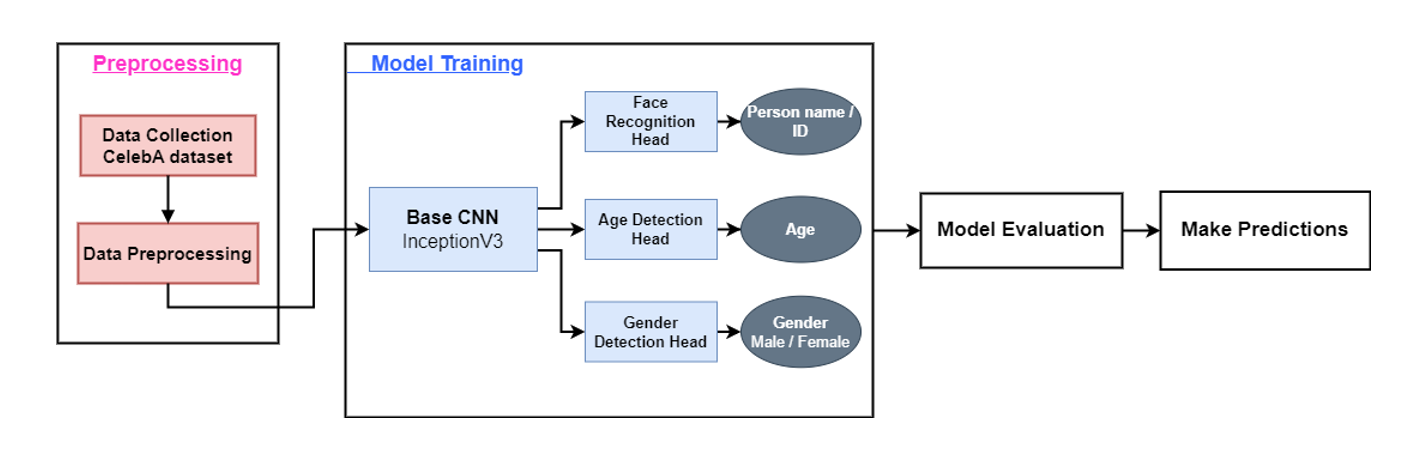 Preprocessing
Data Collection
CelebA dataset
Data Preprocessing
Model Training
Base CNN
InceptionV3
Face
Recognition
Head
Person name /
ID
Age Detection
Head
Age
Gender
Detection Head
Gender
Male / Female
Model Evaluation
Make Predictions